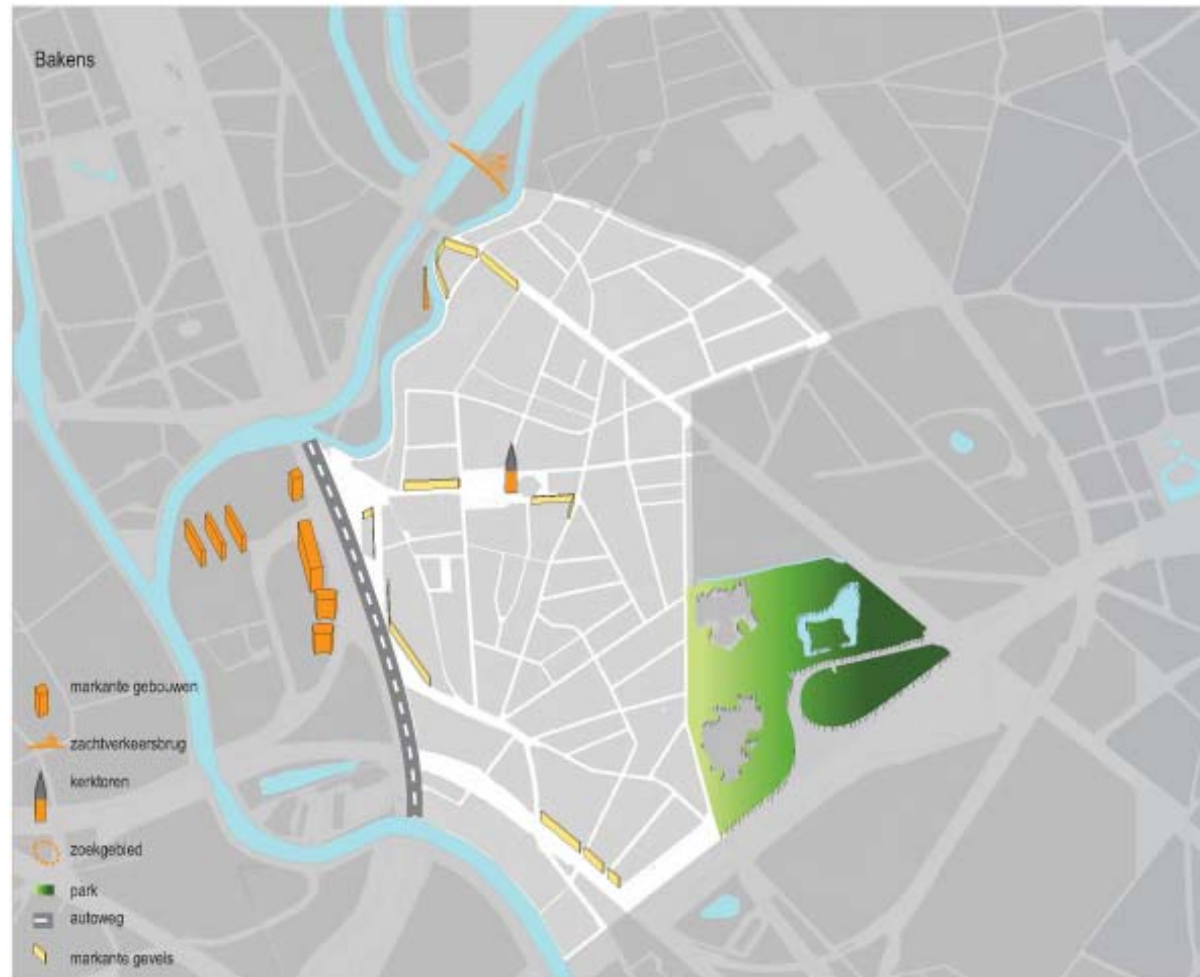 Bakens
markante gebouwen
zachtverkeersbrug
kerktoren
zoekgebied
park
autoweg
markante gevels